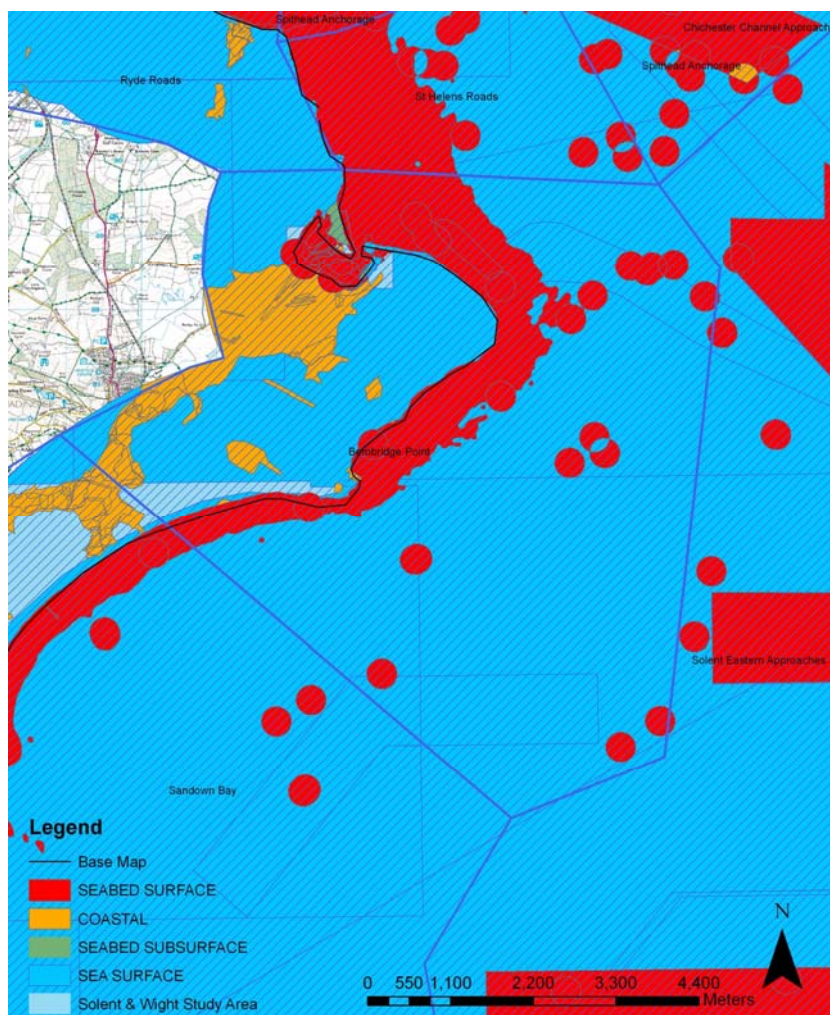 Spithead Anchorage
Chichester Channel Approach
Ryde Roads
Spithead Anchorage
St Helens Roads
Bembridge Point
Solent Eastern Approaches
Sandown Bay
Legend
Base Map
SEABED SURFACE
COASTAL
SEABED SUBSURFACE
SEA SURFACE
Solent & Wight Study Area
N
0 550 1,100 2,200 3,300 4,400
Meters